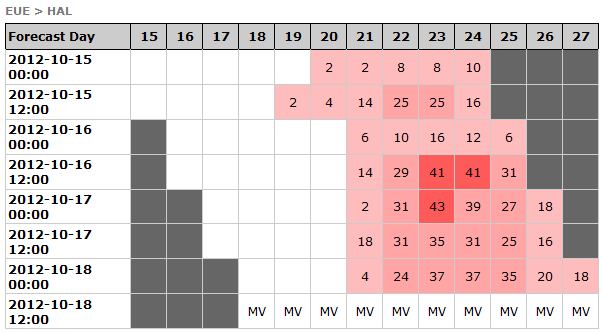 EUE > HAL
Forecast Day 15 16 17 18 19 20 21 22 23 24 25 26 27
2012-10-15 00:00 2 2 8 8 10
2012-10-15 12:00 2 4 14 25 25 16
2012-10-16 00:00 6 10 16 12 6
2012-10-16 12:00 14 29 41 41 31
2012-10-17 00:00 2 31 43 39 27 18
2012-10-17 12:00 18 31 35 31 25 16
2012-10-18 00:00 4 24 37 37 35 20 18
2012-10-18 12:00 MV MV MV MV MV MV MV MV MV MV